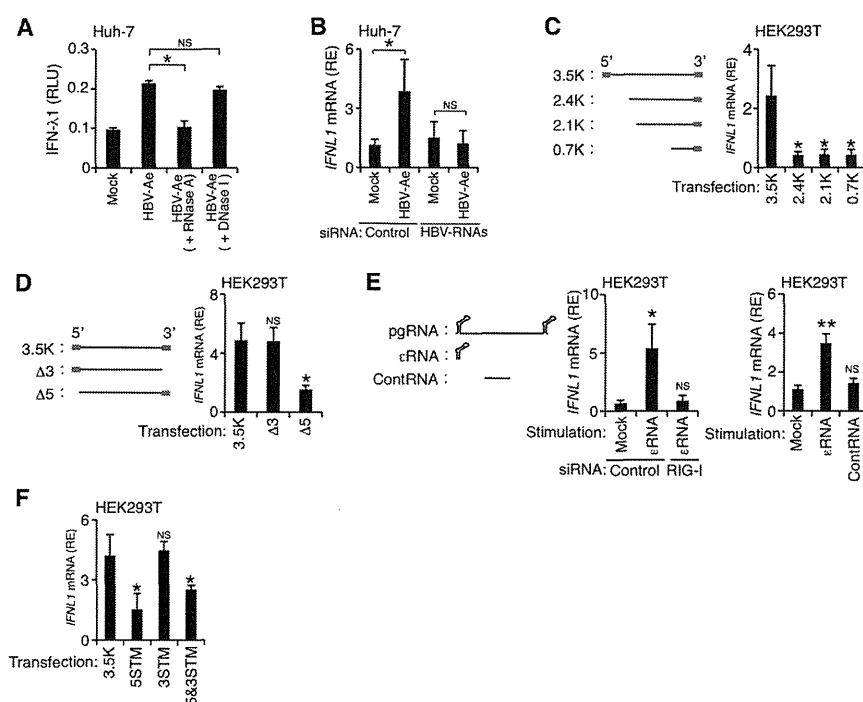 A
Huh-7
IFN-λ1 (RLU)
0.3
0.2
0.1
0
NS
*
Mock
HBV-Ae
HBV-Ae
(+RNase A)
HBV-Ae
(+DNase I)
B
Huh-7
IFNL1 mRNA (RE)
6
3
0
*
NS
Mock
HBV-Ae
Mock
HBV-Ae
siRNA: Control HBV-RNAs
C
5' 3'
3.5K :
2.4K :
2.1K :
0.7K :
HEK293T
IFNL1 mRNA (RE)
4
2
0
* * *
Transfection: 3.5K 2.4K 2.1K 0.7K
D
5' 3'
3.5K :
Δ3 :
Δ5 :
HEK293T
IFNL1 mRNA (RE)
8
4
0
NS
*
Transfection: 3.5K Δ3 Δ5
E
pgRNA :
εRNA :
ContRNA :
HEK293T
IFNL1 mRNA (RE)
10
5
0
*
NS
Stimulation: Mock εRNA εRNA
siRNA: Control RIG-I
HEK293T
IFNL1 mRNA (RE)
6
4
2
0
**
NS
Stimulation: Mock εRNA ContRNA
F
HEK293T
IFNL1 mRNA (RE)
6
3
0
*
NS
*
Transfection: 3.5K 5STM 3STM 5&3STM